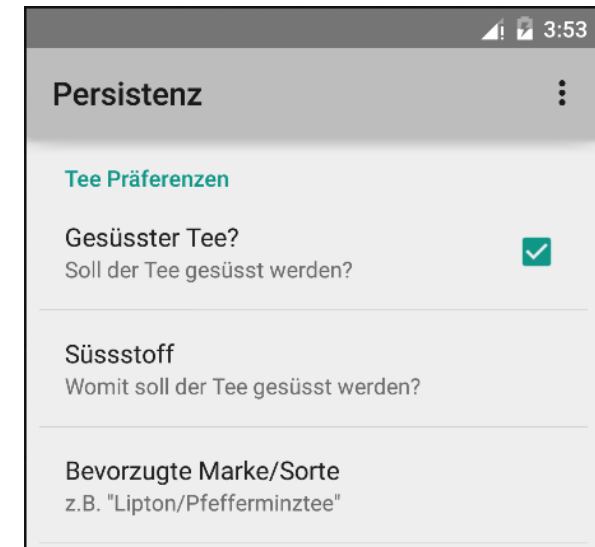 3:53
Persistenz
Tee Präferenzen
Gesüsster Tee?
Soll der Tee gesüsst werden?
Süssstoff
Womit soll der Tee gesüsst werden?
Bevorzugte Marke/Sorte
z.B. "Lipton/Pfefferminztee"